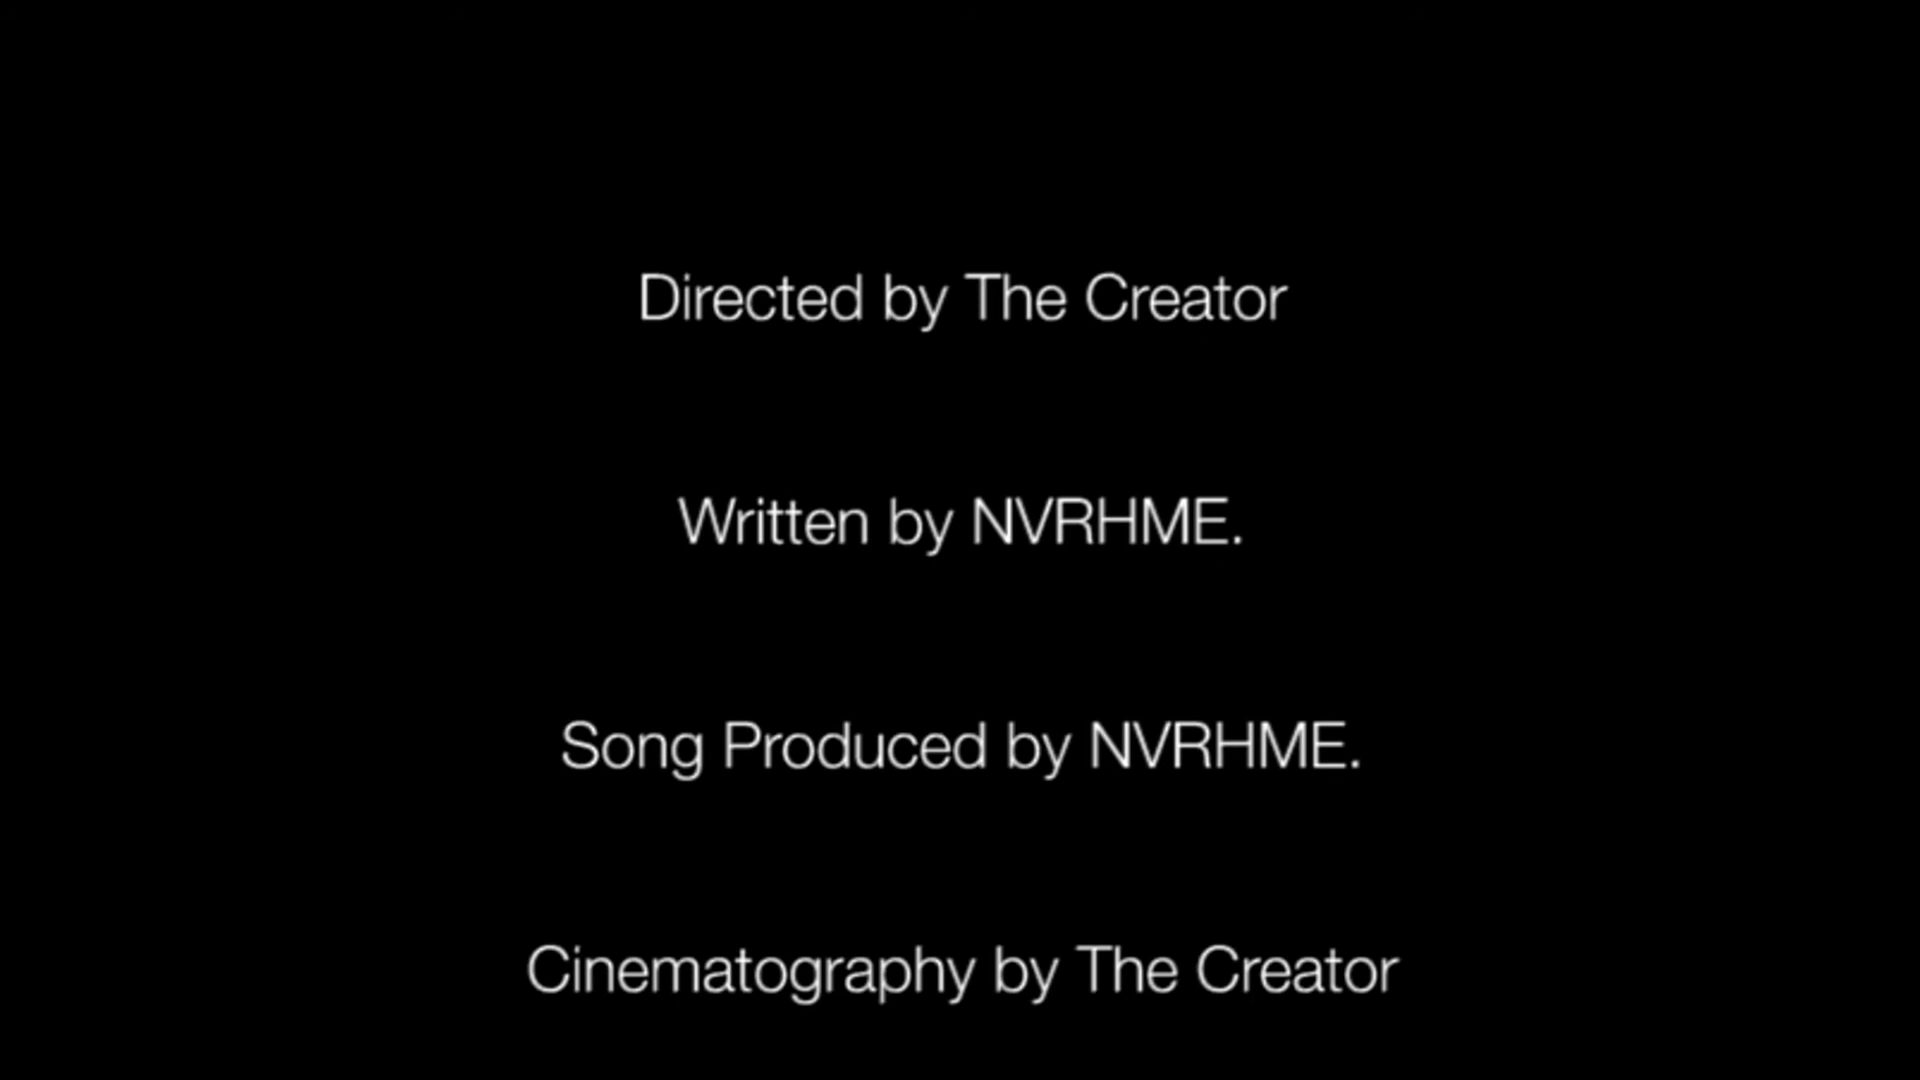 Directed by The Creator
Written by NVRHME.
Song Produced by NVRHME.
Cinematography by The Creator